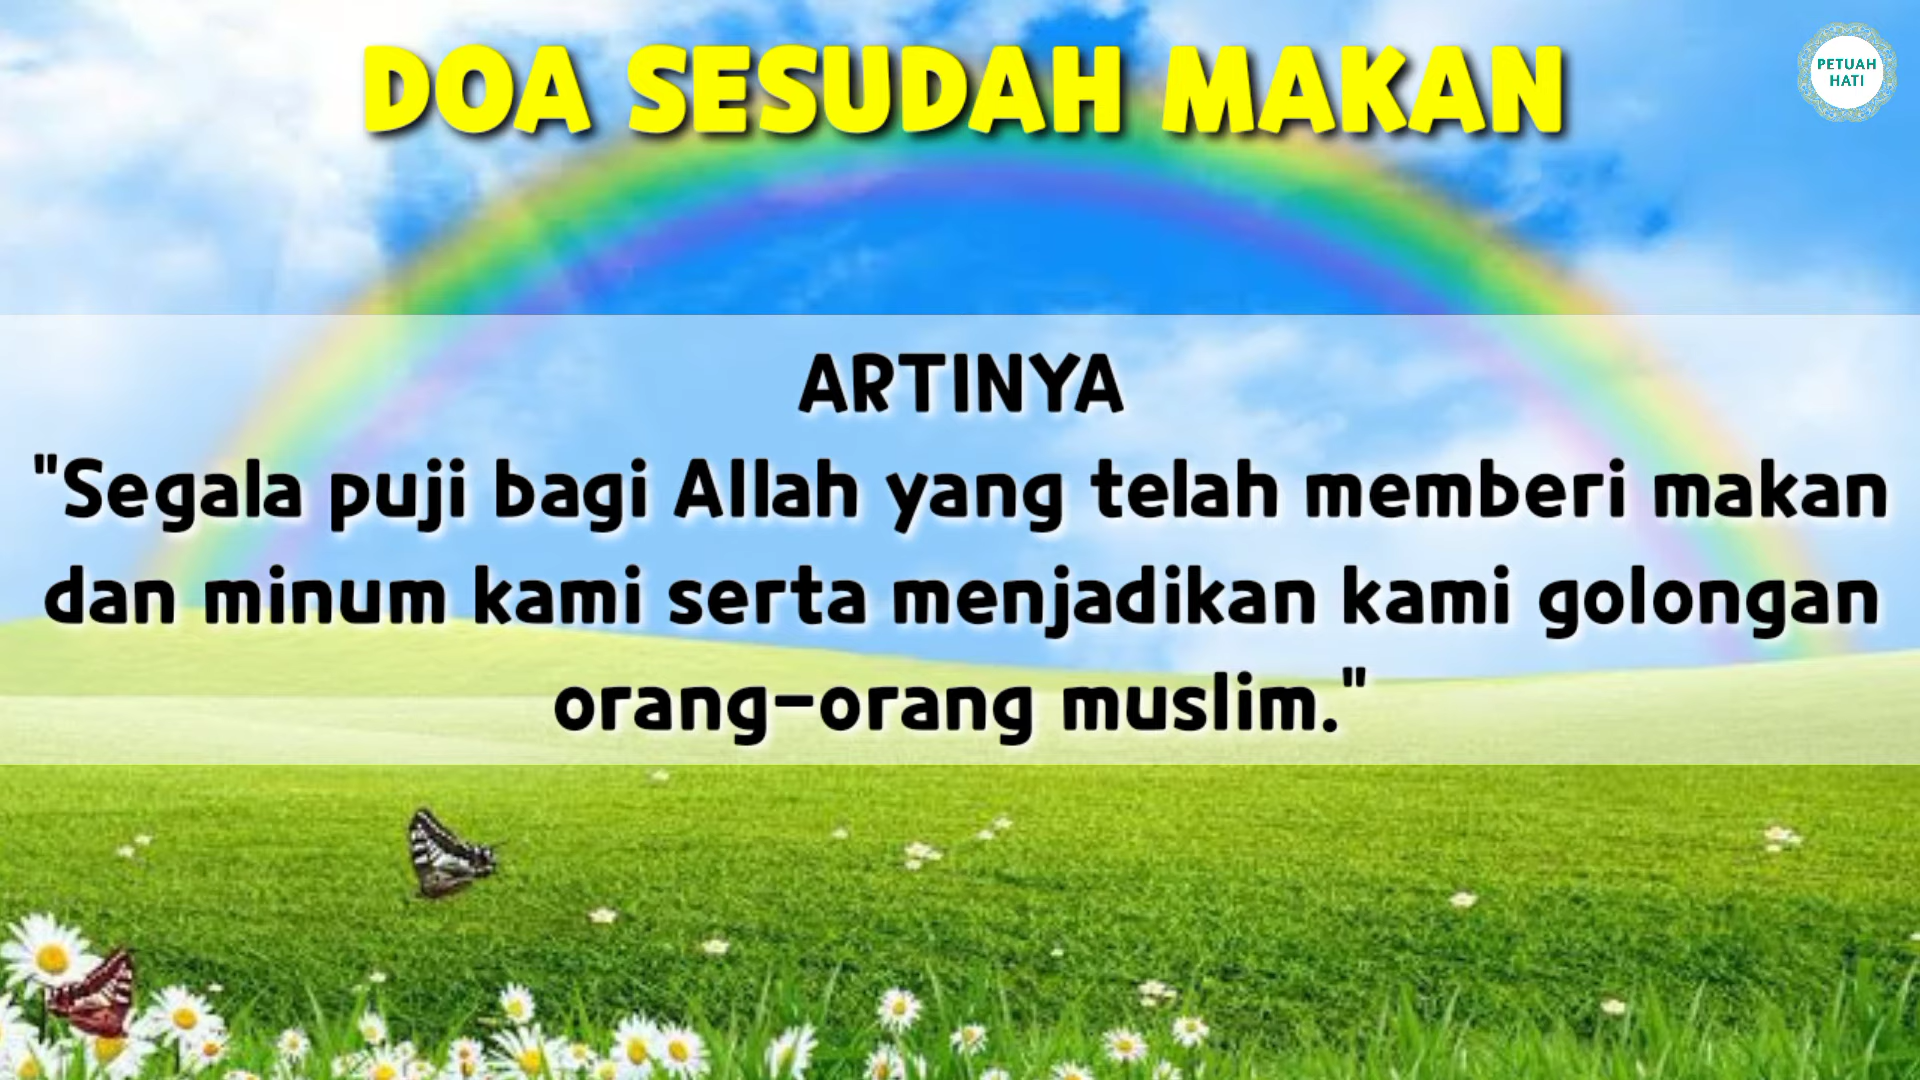 DOA SESUDAH MAKAN
PETUAH
HATI
ARTINYA
"Segala puji bagi Allah yang telah memberi makan
dan minum kami serta menjadikan kami golongan
orang-orang muslim."